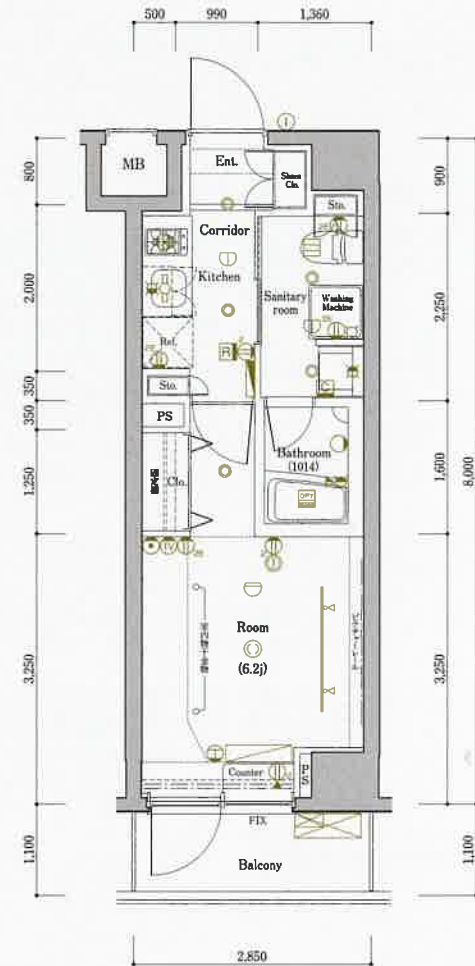 500 990 1,360
MB
Ent.
Shoes
Clo.
Sto.
Corridor
Kitchen
Sanitary
room
Washing
Machine
Ref.
R
Sto.
PS
Clo.
Bathroom
(1014)
DRY
TV
Room
(6.2j)
Counter
PS
FIX
Balcony
800
2,000
350
350
1,250
3,250
1,100
900
2,250
1,600
8,000
3,250
1,100
2,850